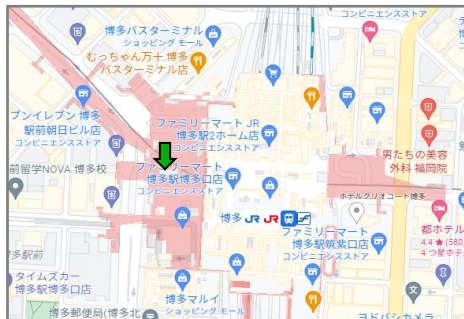 博多バスターミナル
ショッピング モール
コンビニエンスストア
むっちゃん万十 博多
バスターミナル店
ブンイレブン 博多
駅前朝日ビル店
コンビニエンスストア
ファミリーマート JR
博多駅2ホーム店
コンビニエンスストア
男たちの美容
外科 福岡院
前留学NOVA 博多校
ファミリーマート
博多駅博多口店
コンビニエンスストア
ホテルクリオコート博多
博多 JR JR
都ホテル
4.4★(580
4 つ星ホテ
ファミリーマート
博多駅筑紫口店
コンビニエンスストア
多駅前
タイムズカー
博多駅博多口店
博多マルイ
ショッピング モール
博多郵便局(博多北
ヨドバシカメラ